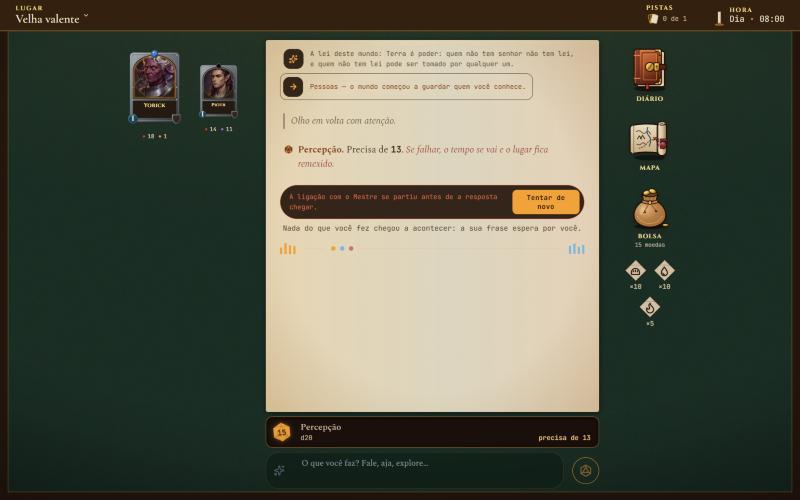 LUGAR
Velha valente
PISTAS
0 de 1
HORA
Dia · 08:00
YORICK
18 1
PEIXIR
14 11
A lei deste mundo: Terra é poder: quem não tem senhor não tem lei,
e quem não tem lei pode ser tomado por qualquer um.
Pessoas — o mundo começou a guardar quem você conhece.
Olho em volta com atenção.
Percepção. Precisa de 13. Se falhar, o tempo se vai e o lugar fica
remexido.
A ligação com o Mestre se partiu antes de a resposta
chegar.
Tentar de
novo
Nada do que você fez chegou a acontecer: a sua frase espera por você.
DIÁRIO
MAPA
BOLSA
15 moedas
×10
×10
×5
15
Percepção
d20
precisa de 13
O que você faz? Fale, aja, explore…